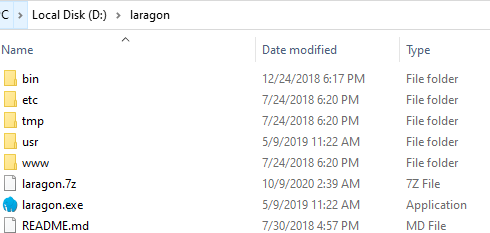 PC > Local Disk (D:) > laragon
Name Date modified Type
bin 12/24/2018 6:17 PM File folder
etc 7/24/2018 6:20 PM File folder
tmp 7/24/2018 6:20 PM File folder
usr 5/9/2019 11:22 AM File folder
www 7/24/2018 6:20 PM File folder
laragon.7z 10/9/2020 2:39 AM 7Z File
laragon.exe 5/9/2019 11:22 AM Application
README.md 7/30/2018 4:57 PM MD File